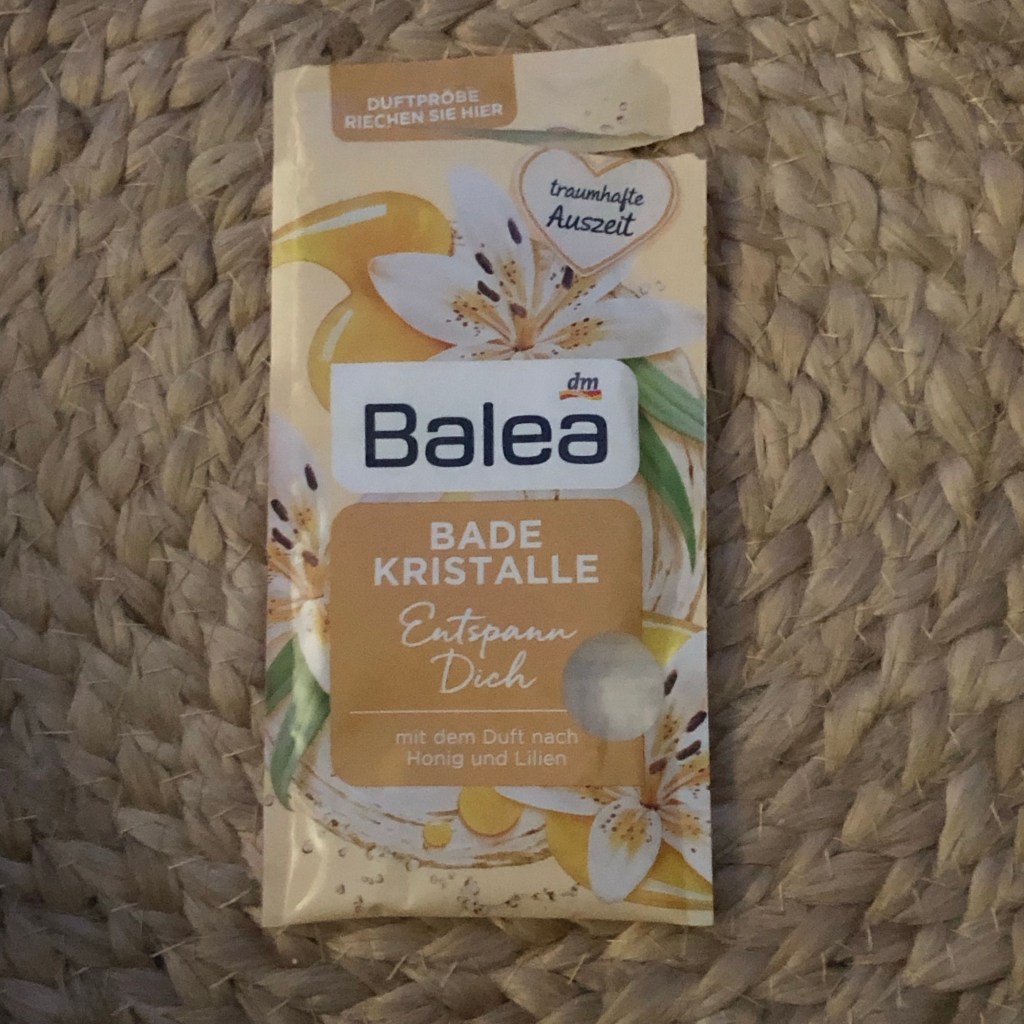 DUFTPROBE
RIECHEN SIE HIER
traumhafte
Auszeit
dm
Balea
BADE
KRISTALLE
Entspann
Dich
mit dem Duft nach
Honig und Lilien